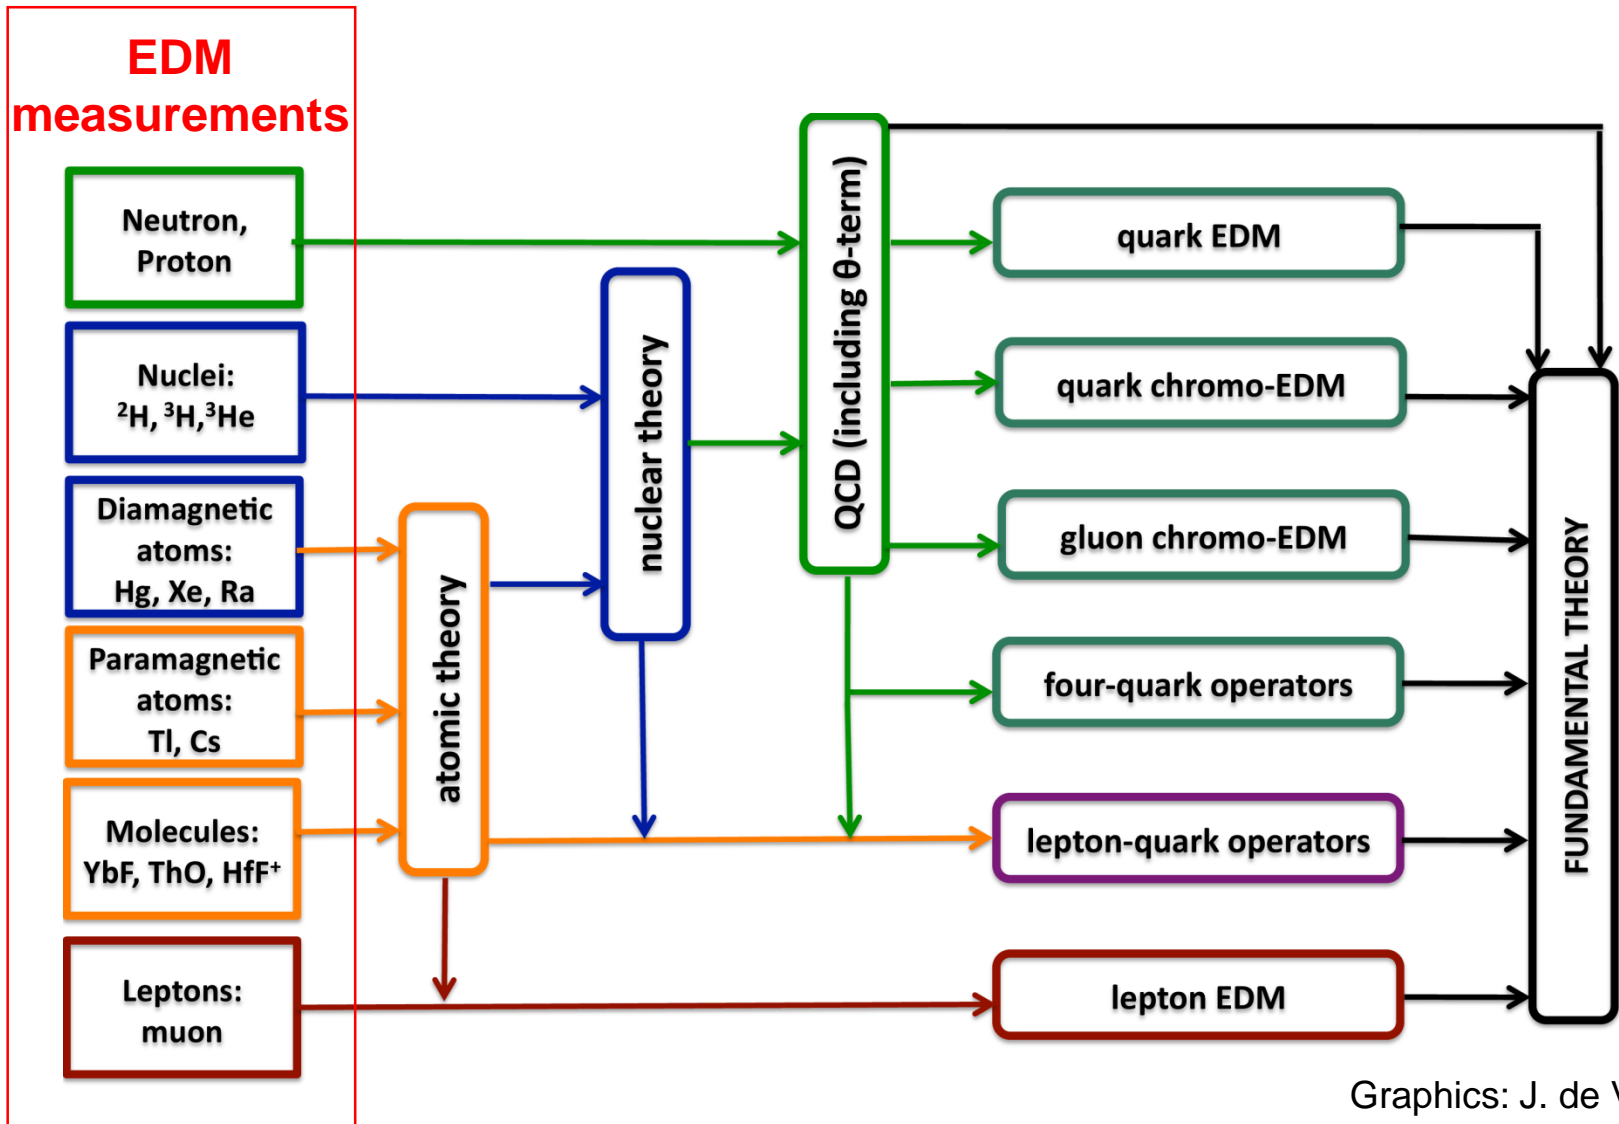 EDM
measurements
Neutron,
Proton
Nuclei:
²H, ³H,³He
Diamagnetic
atoms:
Hg, Xe, Ra
Paramagnetic
atoms:
Tl, Cs
Molecules:
YbF, ThO, HfF⁺
Leptons:
muon
atomic theory
nuclear theory
QCD (including θ-term)
quark EDM
quark chromo-EDM
gluon chromo-EDM
four-quark operators
lepton-quark operators
lepton EDM
FUNDAMENTAL THEORY
Graphics: J. de